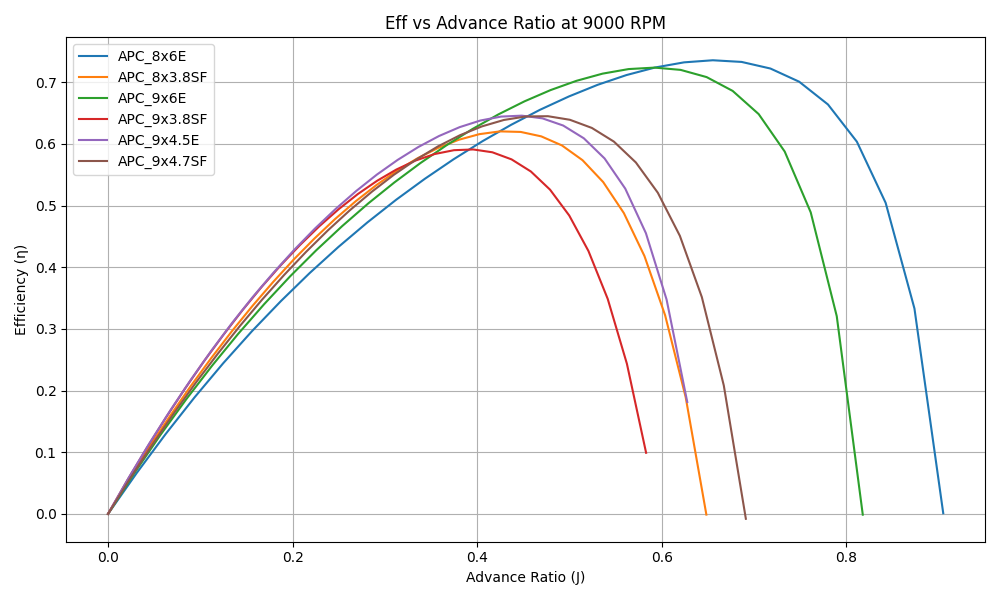 Eff vs Advance Ratio at 9000 RPM
APC_8x6E
APC_8x3.8SF
APC_9x6E
APC_9x3.8SF
APC_9x4.5E
APC_9x4.7SF
Efficiency (η)
0.7
0.6
0.5
0.4
0.3
0.2
0.1
0.0
0.0 0.2 0.4 0.6 0.8
Advance Ratio (J)